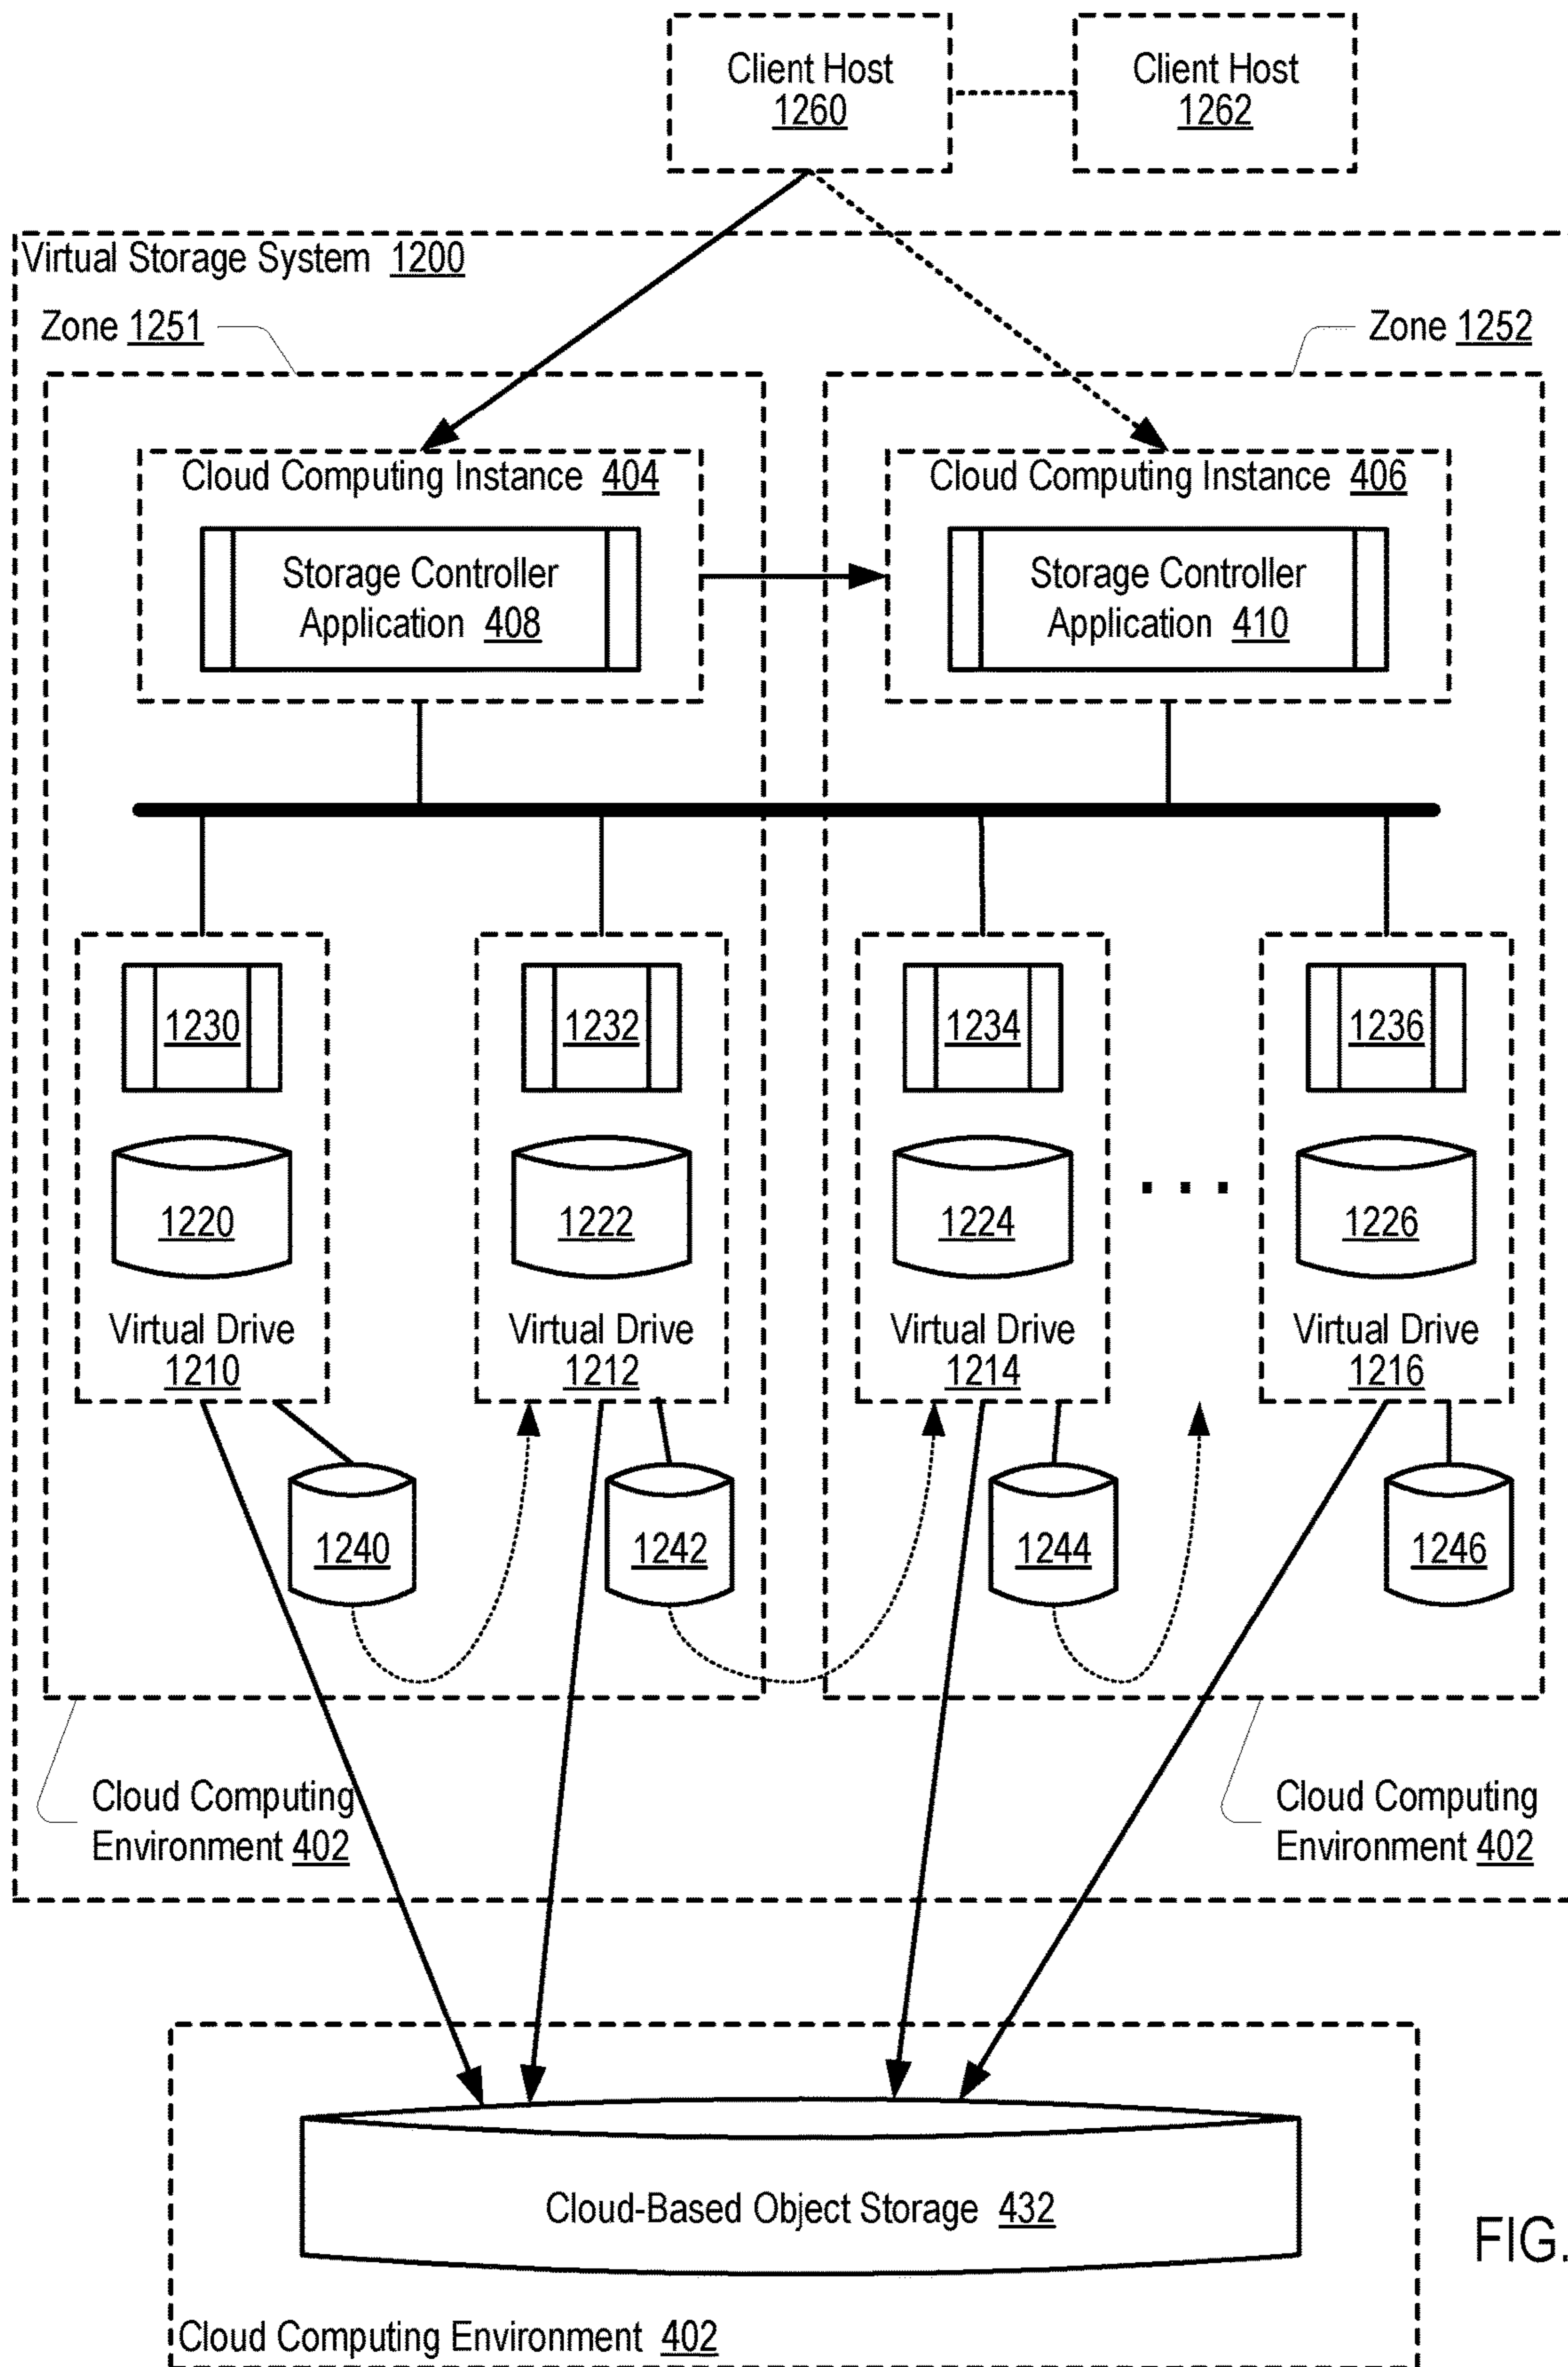 Client Host
1260
Client Host
1262
Virtual Storage System 1200
Zone 1251
Zone 1252
Cloud Computing Instance 404
Storage Controller
Application 408
Cloud Computing Instance 406
Storage Controller
Application 410
1230
1232
1234
1236
1220
1222
1224
. . .
1226
Virtual Drive
1210
Virtual Drive
1212
Virtual Drive
1214
Virtual Drive
1216
1240
1242
1244
1246
Cloud Computing
Environment 402
Cloud Computing
Environment 402
Cloud-Based Object Storage 432
FIG.
Cloud Computing Environment 402